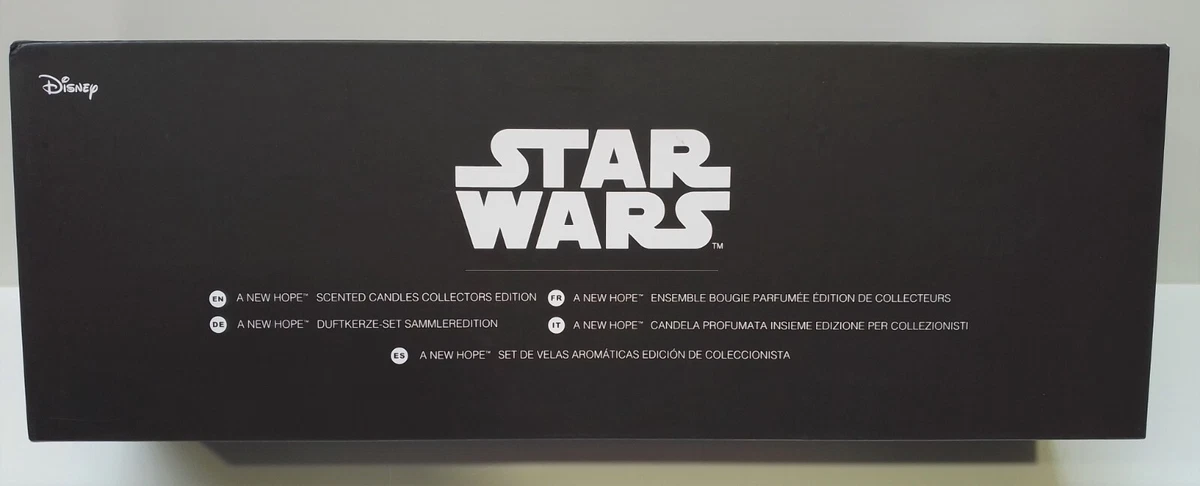 Disney
STAR
WARS™
EN A NEW HOPE™ SCENTED CANDLES COLLECTORS EDITION
FR A NEW HOPE™ ENSEMBLE BOUGIE PARFUMÉE ÉDITION DE COLLECTEURS
DE A NEW HOPE™ DUFTKERZE-SET SAMMLEREDITION
IT A NEW HOPE™ CANDELA PROFUMATA INSIEME EDIZIONE PER COLLEZIONISTI
ES A NEW HOPE™ SET DE VELAS AROMÁTICAS EDICIÓN DE COLECCIONISTA